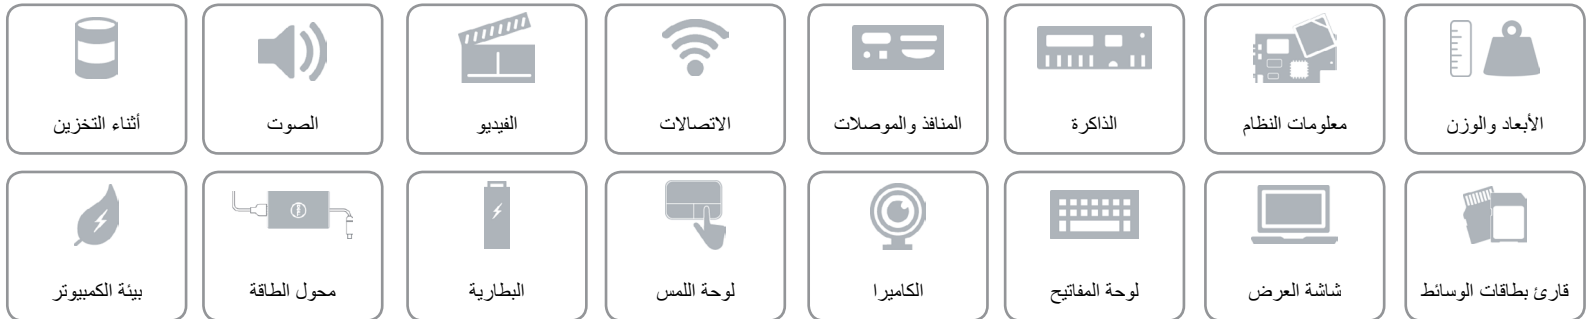 الأبعاد والوزن
معلومات النظام
الذاكرة
المنافذ والموصلات
الاتصالات
الفيديو
الصوت
أثناء التخزين
قارئ بطاقات الوسائط
شاشة العرض
لوحة المفاتيح
الكاميرا
لوحة اللمس
البطارية
محول الطاقة
بيئة الكمبيوتر